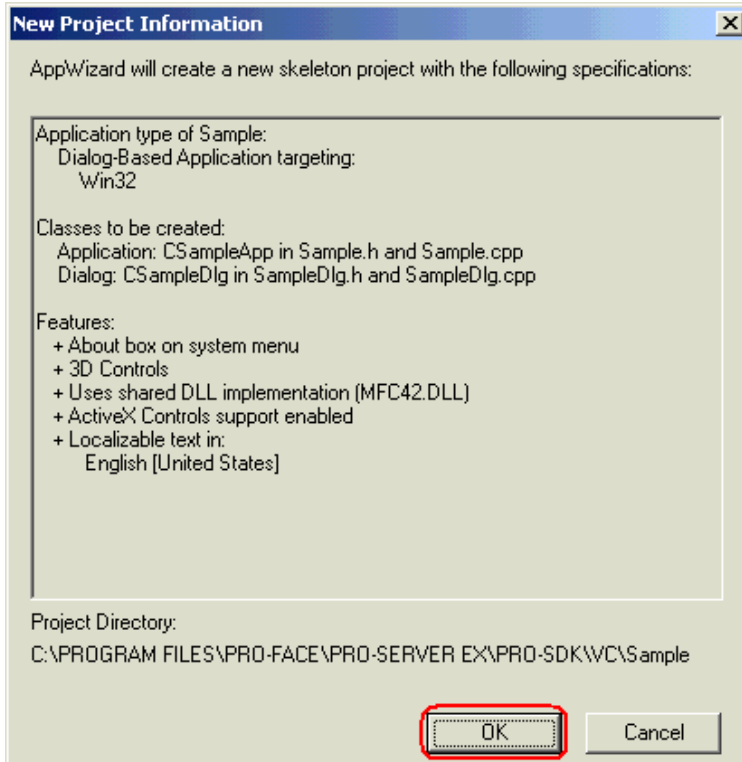 New Project Information
AppWizard will create a new skeleton project with the following specifications:
Application type of Sample:
Dialog-Based Application targeting:
Win32
Classes to be created:
Application: CSampleApp in Sample.h and Sample.cpp
Dialog: CSampleDlg in SampleDlg.h and SampleDlg.cpp
Features:
+ About box on system menu
+ 3D Controls
+ Uses shared DLL implementation (MFC42.DLL)
+ ActiveX Controls support enabled
+ Localizable text in:
English [United States]
Project Directory:
C:\PROGRAM FILES\PRO-FACE\PRO-SERVER EX\PRO-SDK\VC\Sample
OK Cancel